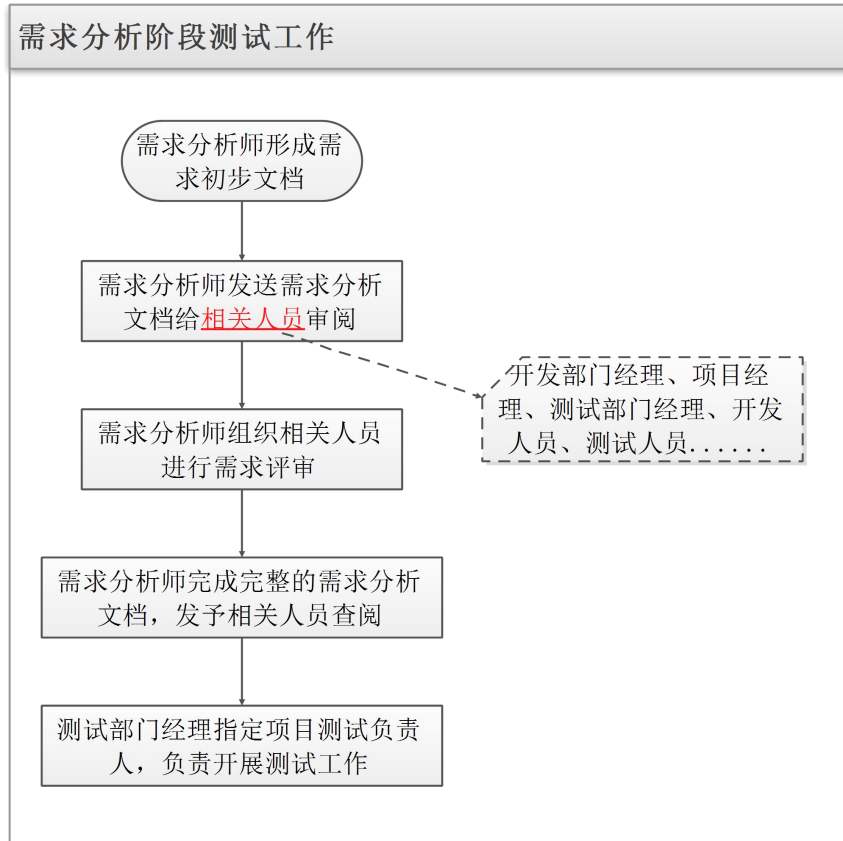 需求分析阶段测试工作
需求分析师形成需
求初步文档
需求分析师发送需求分析
文档给相关人员审阅
开发部门经理、项目经
理、测试部门经理、开发
人员、测试人员......
需求分析师组织相关人员
进行需求评审
需求分析师完成完整的需求分析
文档，发予相关人员查阅
测试部门经理指定项目测试负责
人，负责开展测试工作